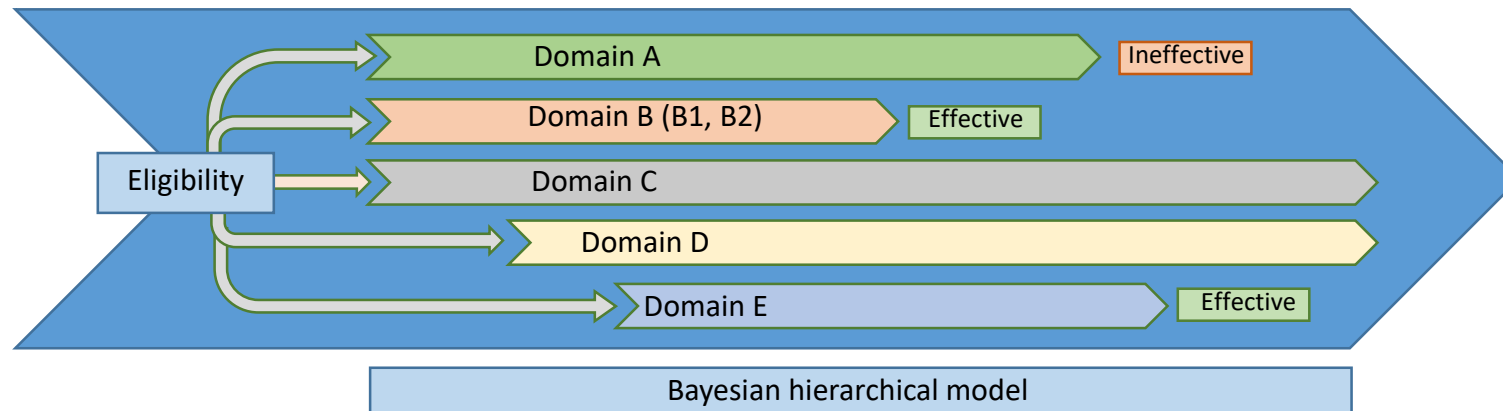 Domain A
Ineffective
Domain B (B1, B2)
Effective
Eligibility
Domain C
Domain D
Domain E
Effective
Bayesian hierarchical model